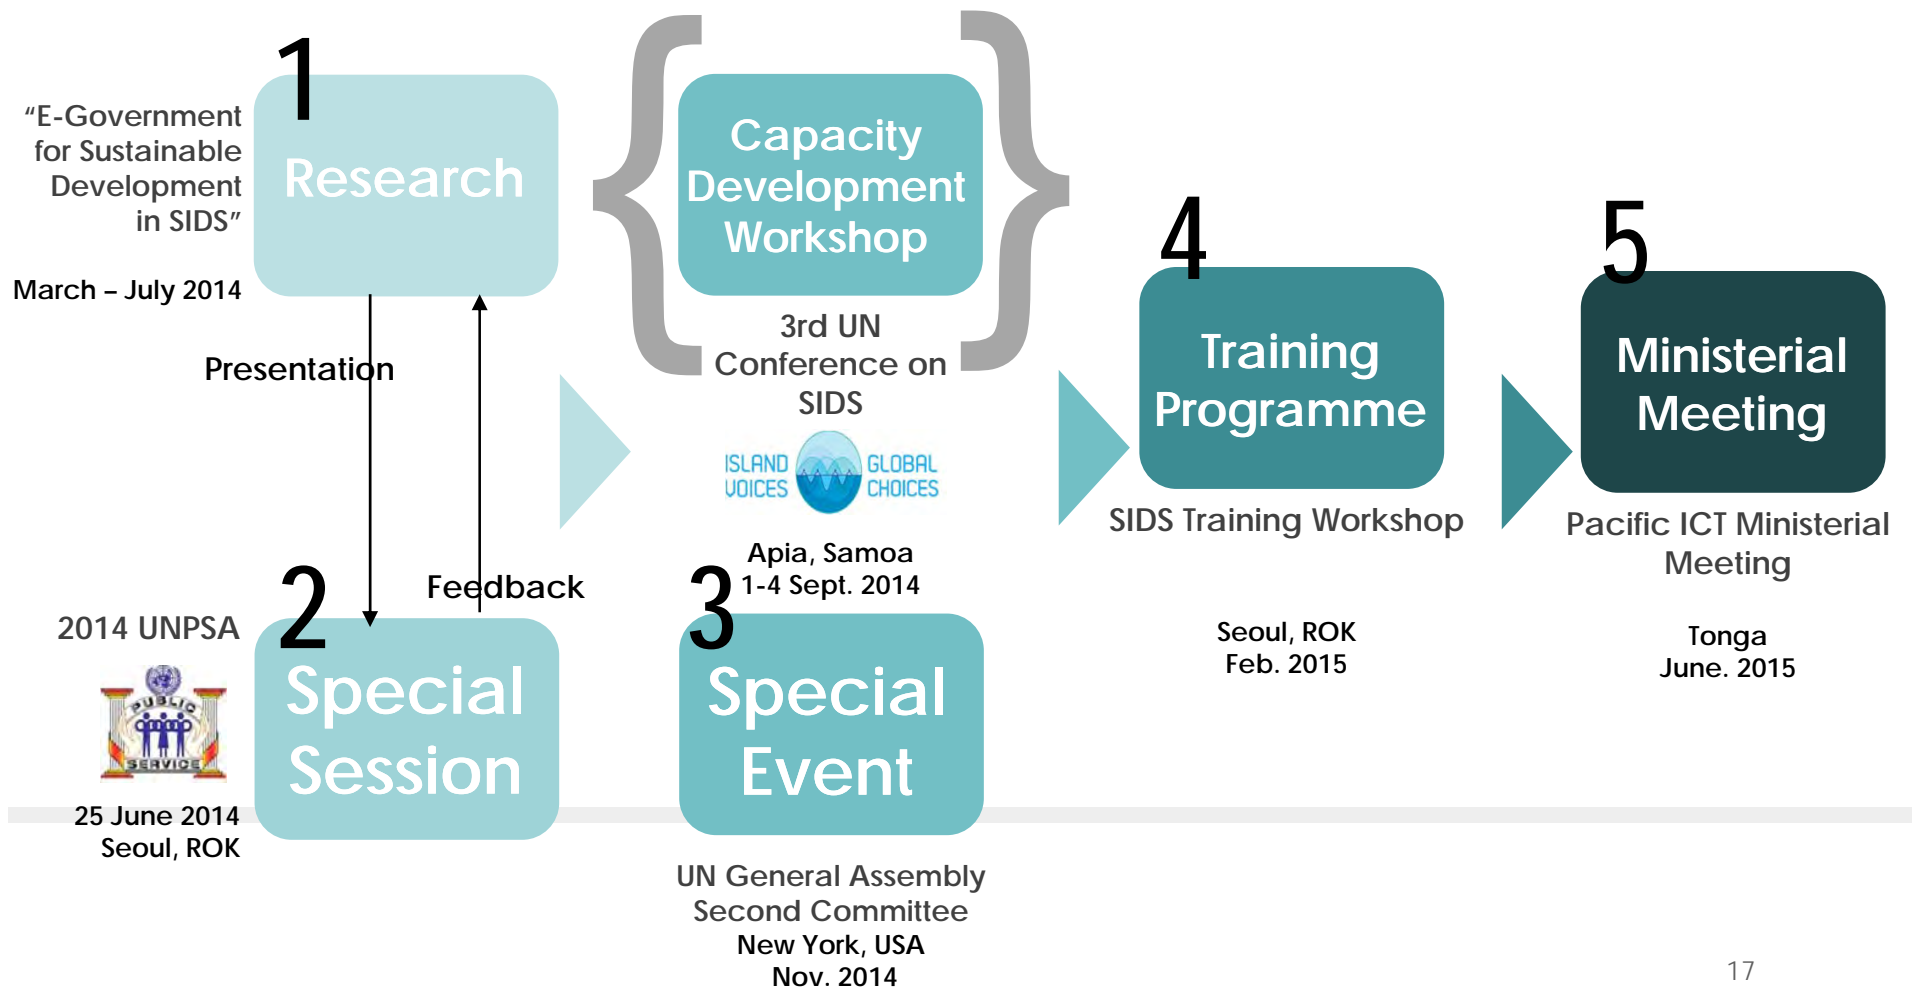 1
Research
“E-Government
for Sustainable
Development
in SIDS”
March – July 2014
Presentation
Feedback
2
Special
Session
2014 UNPSA
PUBLIC
SERVICE
25 June 2014
Seoul, ROK
{
Capacity
Development
Workshop
}
3rd UN
Conference on
SIDS
ISLAND
VOICES
GLOBAL
CHOICES
Apia, Samoa
1-4 Sept. 2014
3
Special
Event
UN General Assembly
Second Committee
New York, USA
Nov. 2014
4
Training
Programme
SIDS Training Workshop
Seoul, ROK
Feb. 2015
5
Ministerial
Meeting
Pacific ICT Ministerial
Meeting
Tonga
June. 2015
17